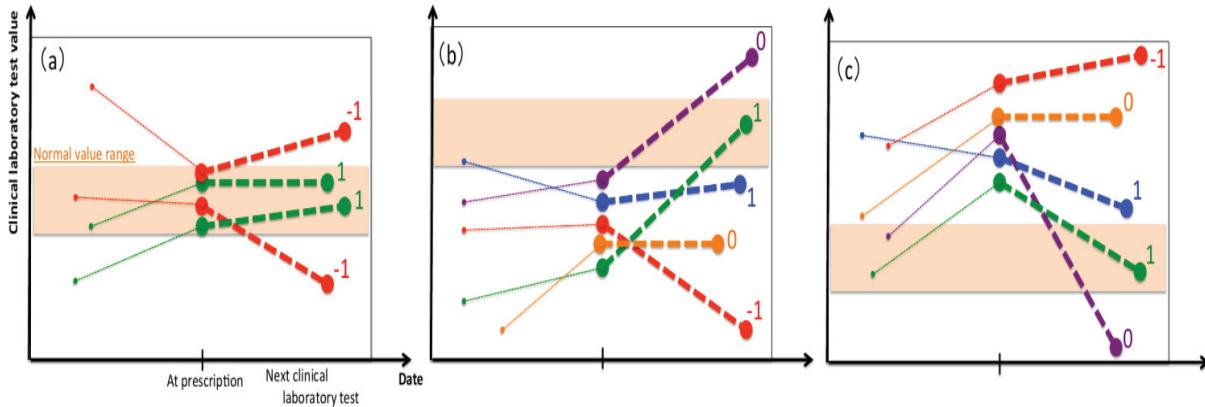 Clinical laboratory test value
(a)
-1
Normal value range
1
1
-1
At prescription
Next clinical
laboratory test
Date
(b)
0
1
1
0
-1
(c)
-1
0
1
1
0